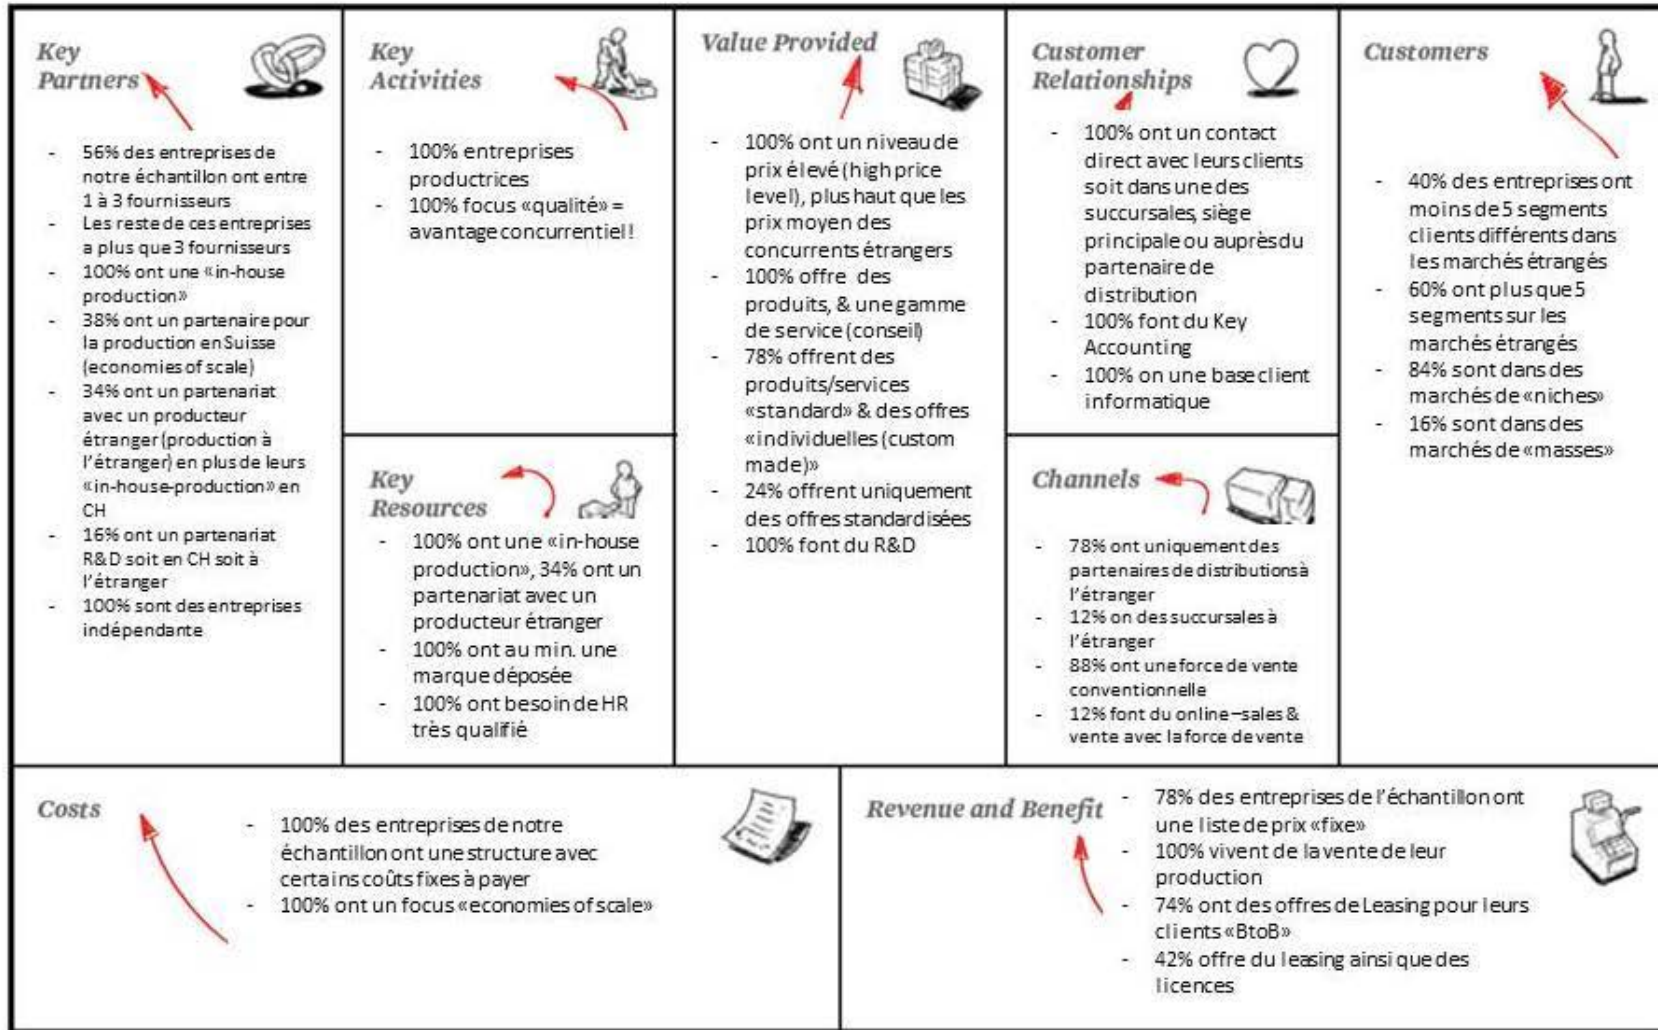 Key
Partners
- 56% des entreprises de
notre échantillon ont entre
1 à 3 fournisseurs
- Les reste de ces entreprises
a plus que 3 fournisseurs
- 100% ont une «in-house
production»
- 38% ont un partenaire pour
la production en Suisse
(economies of scale)
- 34% ont un partenariat
avec un producteur
étranger (production à
l'étranger) en plus de leurs
«in-house-production» en
CH
- 16% ont un partenariat
R&D soit en CH soit à
l'étranger
- 100% sont des entreprises
indépendante
Key
Activities
- 100% entreprises
productrices
- 100% focus «qualité» =
avantage concurrentiel!
Key
Resources
- 100% ont une «in-house
production», 34% ont un
partenariat avec un
producteur étranger
- 100% ont au min. une
marque déposée
- 100% ont besoin de HR
très qualifié
Value Provided
- 100% ont un niveau de
prix élevé (high price
level), plus haut que les
prix moyen des
concurrents étrangers
- 100% offre des
produits, & une gamme
de service (conseil)
- 78% offrent des
produits/services
«standard» & des offres
«individuelles (custom
made)»
- 24% offrent uniquement
des offres standardisées
- 100% font du R&D
Customer
Relationships
- 100% ont un contact
direct avec leurs clients
soit dans une des
succursales, siège
principale ou auprès du
partenaire de
distribution
- 100% font du Key
Accounting
- 100% on une base client
informatique
Channels
- 78% ont uniquement des
partenaires de distributions à
l'étranger
- 12% on des succursales à
l'étranger
- 88% ont une force de vente
conventionnelle
- 12% font du online–sales &
vente avec la force de vente
Customers
- 40% des entreprises ont
moins de 5 segments
clients différents dans
les marchés étrangés
- 60% ont plus que 5
segments sur les
marchés étrangés
- 84% sont dans des
marchés de «niches»
- 16% sont dans des
marchés de «masses»
Costs
- 100% des entreprises de notre
échantillon ont une structure avec
certains coûts fixes à payer
- 100% ont un focus «economies of scale»
Revenue and Benefit
- 78% des entreprises de l'échantillon ont
une liste de prix «fixe»
- 100% vivent de la vente de leur
production
- 74% ont des offres de Leasing pour leurs
clients «BtoB»
- 42% offre du leasing ainsi que des
licences